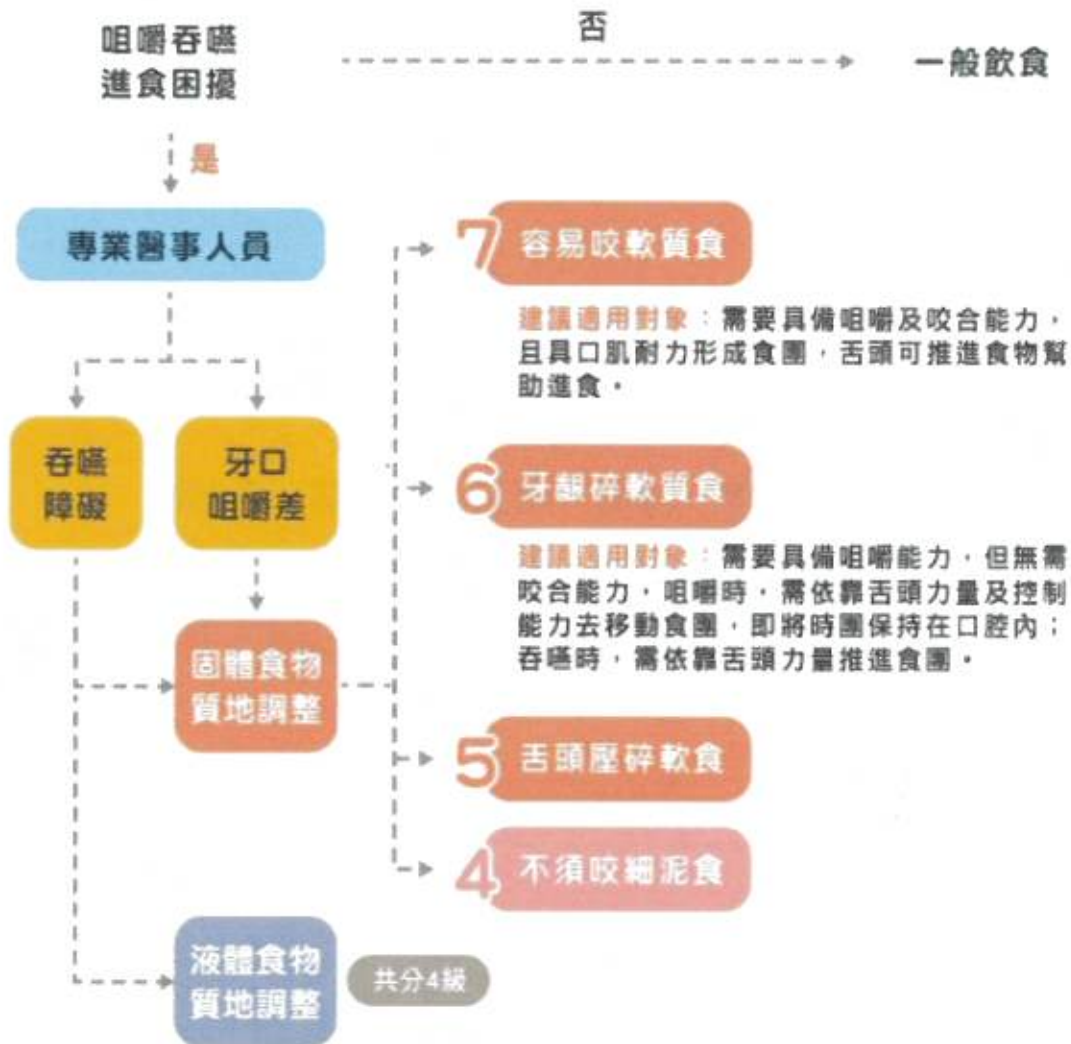 咀嚼吞嚥
進食困擾
否
一般飲食
是
專業醫事人員
吞嚥
障礙
牙口
咀嚼差
固體食物
質地調整
液體食物
質地調整
共分4級
7 容易咬軟質食
建議適用對象：需要具備咀嚼及咬合能力，
且具口肌耐力形成食團，舌頭可推進食物幫
助進食。
6 牙齦碎軟質食
建議適用對象：需要具備咀嚼能力，但無需
咬合能力，咀嚼時，需依靠舌頭力量及控制
能力去移動食團，即將時團保持在口腔內；
吞嚥時，需依靠舌頭力量推進食團。
5 舌頭壓碎軟食
4 不須咬細泥食